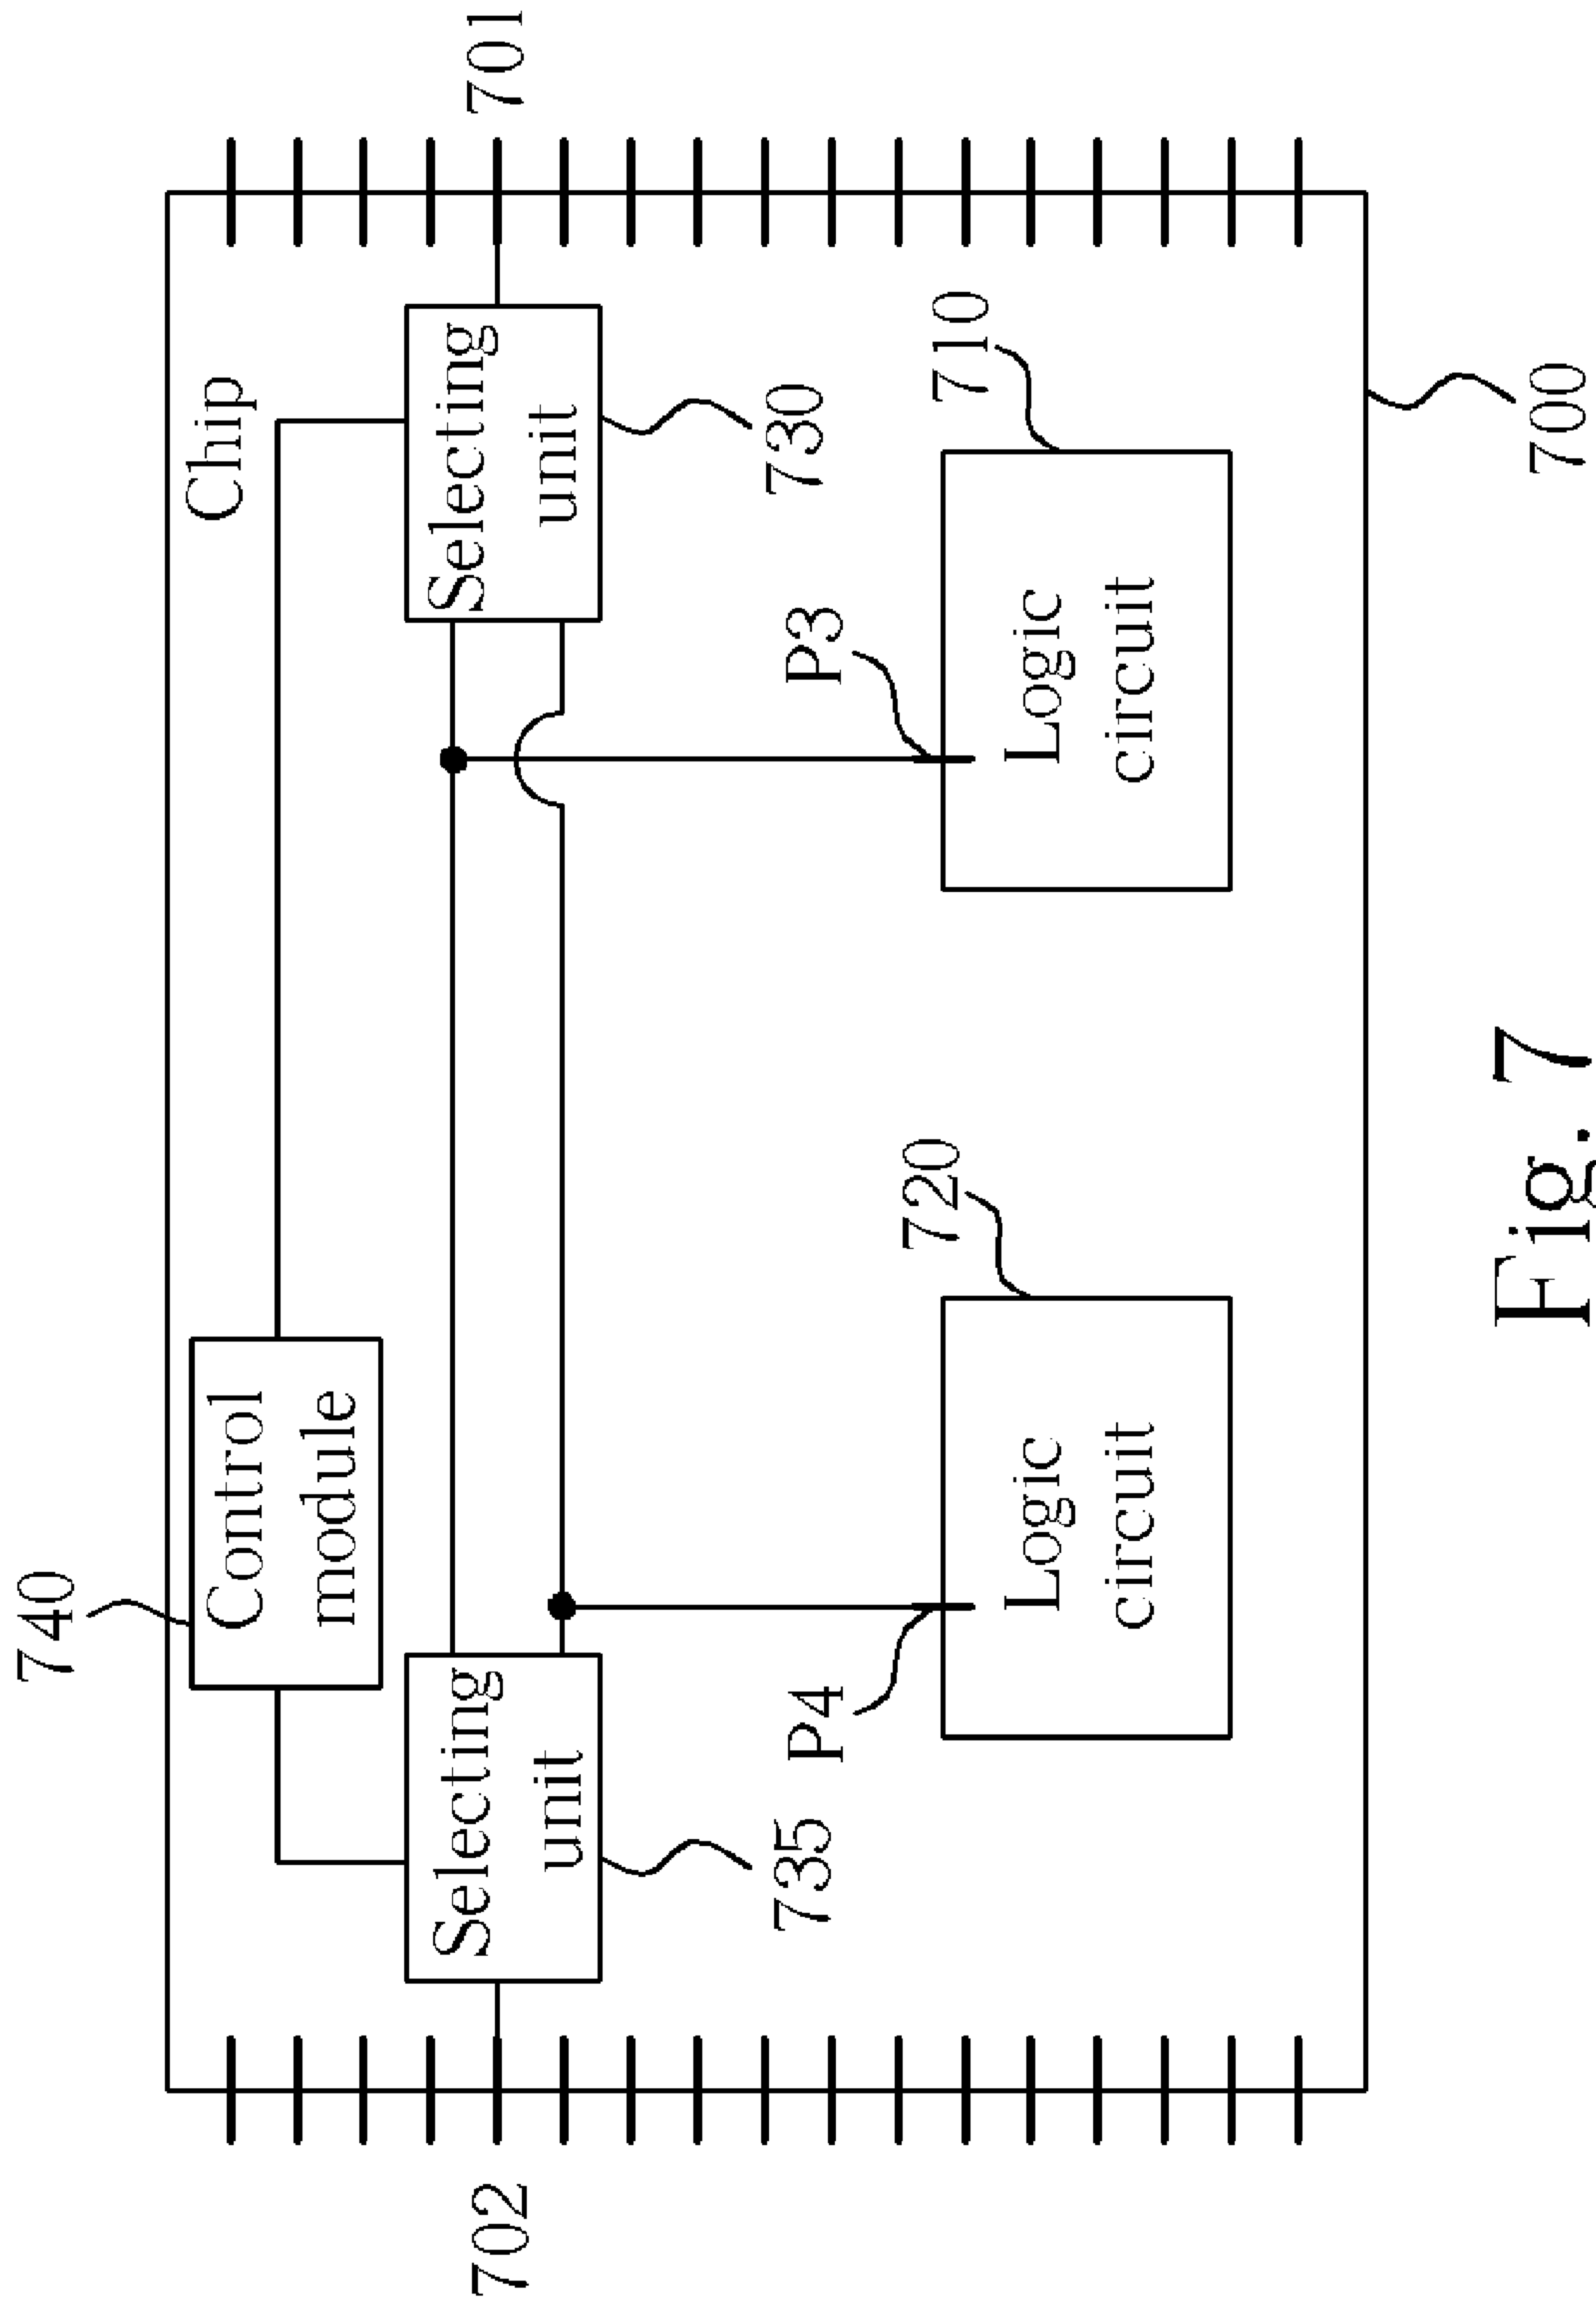 740
Control
module
Chip
702
Selecting
unit
735
Selecting
unit
730
701
P4
P3
720
710
Logic
circuit
Logic
circuit
700
Fig. 7